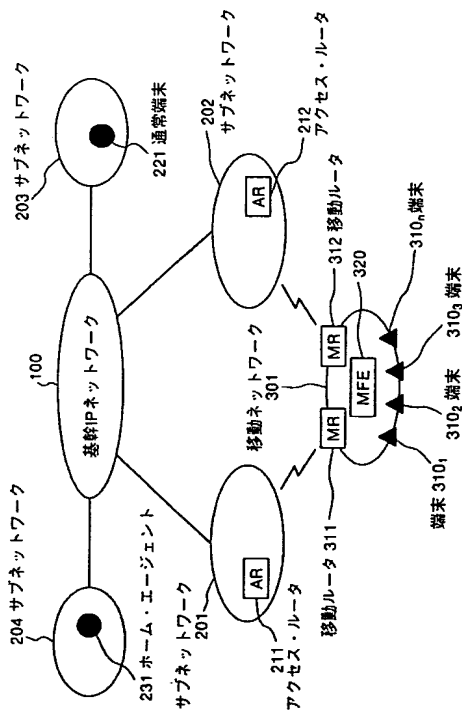 100
基幹IPネットワーク
204 サブネットワーク
231 ホーム・エージェント
203 サブネットワーク
221 通常端末
サブネットワーク
201
AR
211
アクセス・ルータ
202
サブネットワーク
AR
212
アクセス・ルータ
移動ネットワーク
301
移動ルータ 311
MR
MR
312 移動ルータ
MFE
320
端末 310₁
310₂ 端末
310₃ 端末
310ₙ 端末